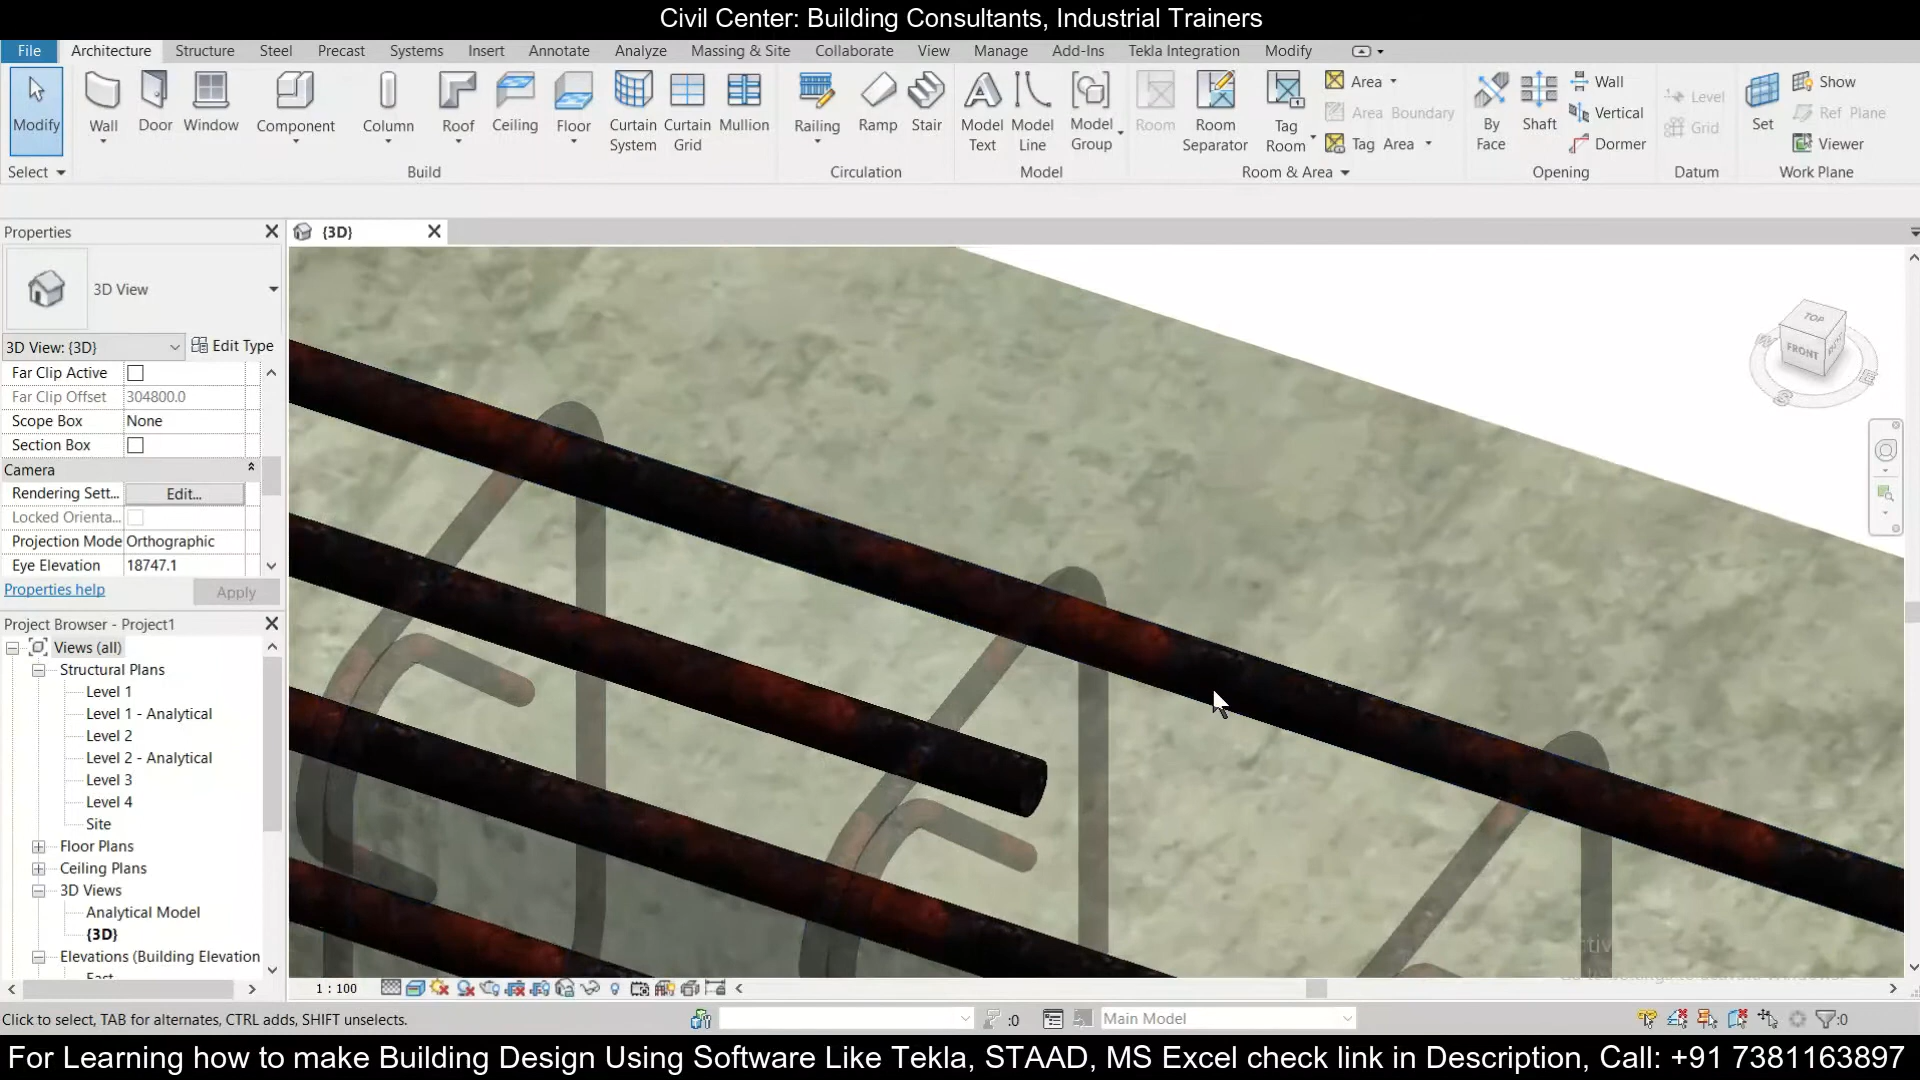 Civil Center: Building Consultants, Industrial Trainers
File Architecture Structure Steel Precast Systems Insert Annotate Analyze Massing & Site Collaborate View Manage Add-Ins Tekla Integration Modify
Modify
Wall
Door
Window
Component
Column
Roof
Ceiling
Floor
Curtain System
Curtain Grid
Mullion
Railing
Ramp
Stair
Model Text
Model Line
Model Group
Room
Room Separator
Tag Room
Area
Area Boundary
Tag Area
By Face
Shaft
Wall
Vertical
Dormer
Level
Grid
Set
Show
Ref Plane
Viewer
Select Build Circulation Model Room & Area Opening Datum Work Plane
Properties
{3D}
3D View
3D View: {3D} Edit Type
Far Clip Active
Far Clip Offset 304800.0
Scope Box None
Section Box
Camera
Rendering Sett... Edit...
Locked Orienta...
Projection Mode Orthographic
Eye Elevation 18747.1
Properties help Apply
TOP
FRONT
S
E
Project Browser - Project1
Views (all)
Structural Plans
Level 1
Level 1 - Analytical
Level 2
Level 2 - Analytical
Level 3
Level 4
Site
Floor Plans
Ceiling Plans
3D Views
Analytical Model
{3D}
Elevations (Building Elevation
East
1 : 100
Click to select, TAB for alternates, CTRL adds, SHIFT unselects.
:0
Main Model
:0
For Learning how to make Building Design Using Software Like Tekla, STAAD, MS Excel check link in Description, Call: +91 7381163897